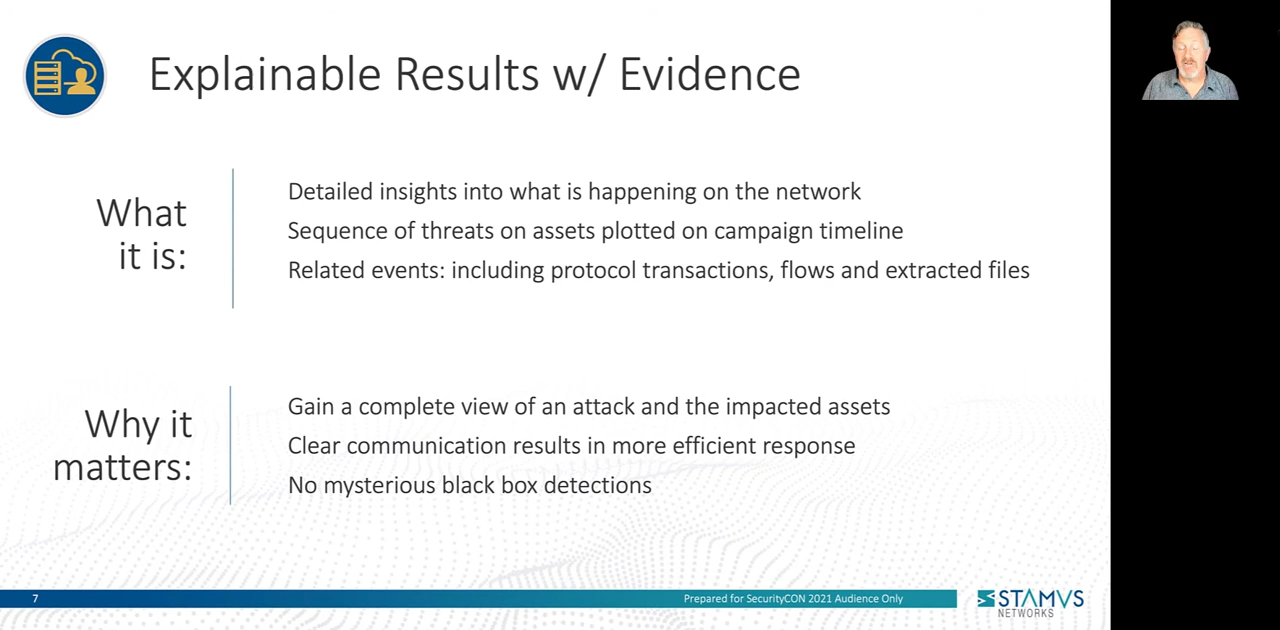 Explainable Results w/ Evidence
What
it is:
Detailed insights into what is happening on the network
Sequence of threats on assets plotted on campaign timeline
Related events: including protocol transactions, flows and extracted files
Why it
matters:
Gain a complete view of an attack and the impacted assets
Clear communication results in more efficient response
No mysterious black box detections
7
Prepared for SecurityCON 2021 Audience Only
STAMVS
NETWORKS